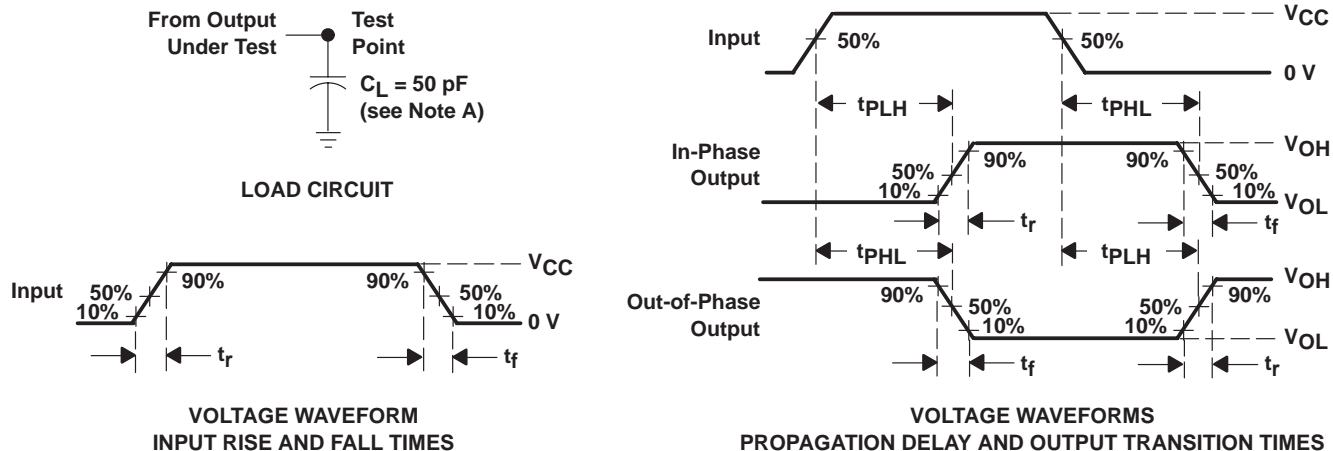 From Output
Under Test
Test
Point
CL = 50 pF
(see Note A)
LOAD CIRCUIT
Input
50%
10%
90%
90%
50%
10%
VCC
0 V
tr
tf
VOLTAGE WAVEFORM
INPUT RISE AND FALL TIMES
Input
50%
50%
VCC
0 V
tPLH
tPHL
In-Phase
Output
50%
10%
90%
90%
50%
10%
VOH
VOL
tr
tf
tPHL
tPLH
Out-of-Phase
Output
90%
50%
10%
50%
10%
90%
VOH
VOL
tf
tr
VOLTAGE WAVEFORMS
PROPAGATION DELAY AND OUTPUT TRANSITION TIMES